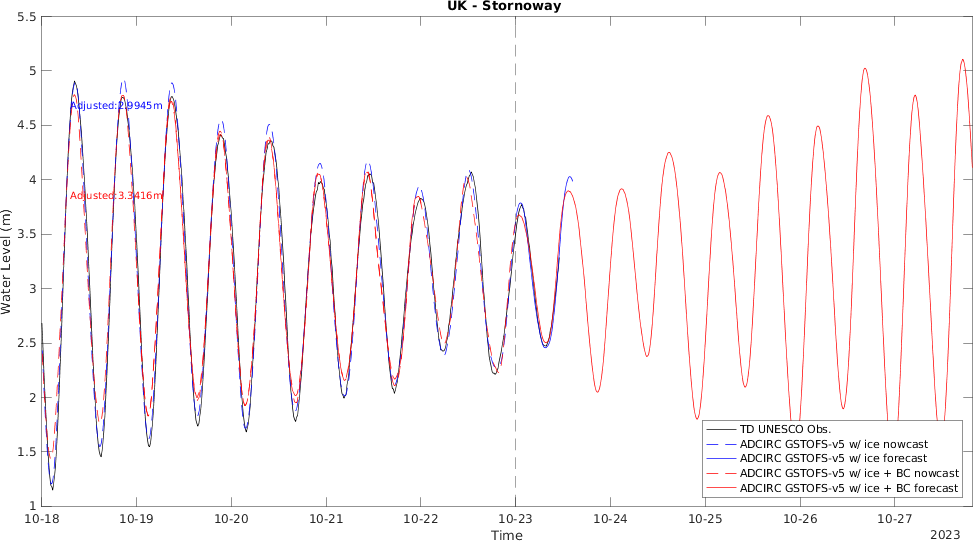 UK - Stornoway
5.5
5
4.5
4
3.5
3
2.5
2
1.5
1
Water Level (m)
Adjusted:2.9945m
Adjusted:3.3416m
TD UNESCO Obs.
ADCIRC GSTOFS-v5 w/ ice nowcast
ADCIRC GSTOFS-v5 w/ ice forecast
ADCIRC GSTOFS-v5 w/ ice + BC nowcast
ADCIRC GSTOFS-v5 w/ ice + BC forecast
10-18 10-19 10-20 10-21 10-22 10-23 10-24 10-25 10-26 10-27
Time
2023